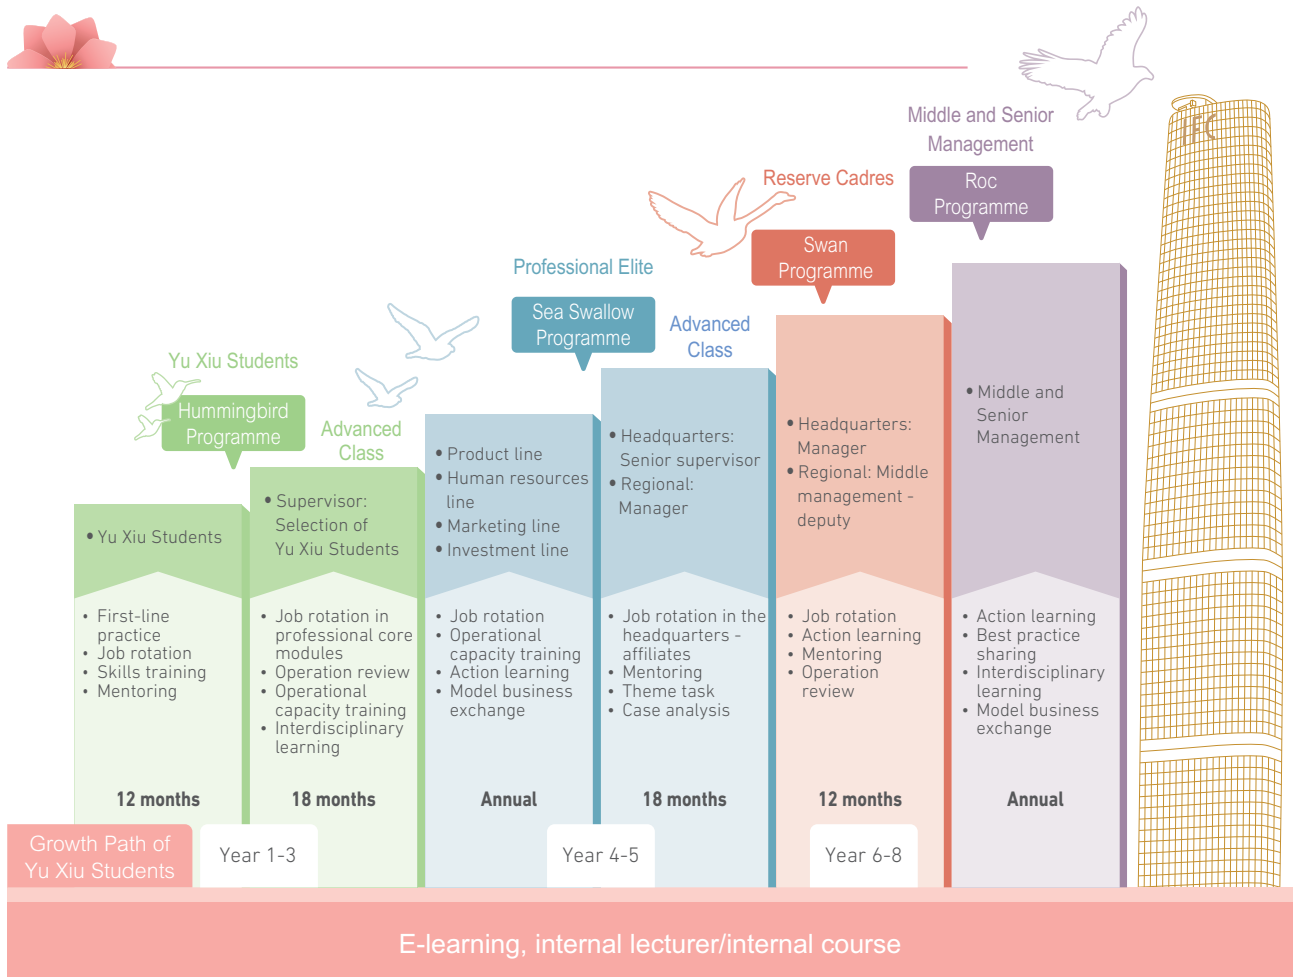 Middle and Senior
Management
Roc
Programme
IFC
Reserve Cadres
Swan
Programme
Professional Elite
Sea Swallow
Programme
Advanced
Class
Yu Xiu Students
Hummingbird
Programme
Advanced
Class
• Yu Xiu Students
• Supervisor:
Selection of
Yu Xiu Students
• Product line
• Human resources
line
• Marketing line
• Investment line
• Headquarters:
Senior supervisor
• Regional:
Manager
• Headquarters:
Manager
• Regional: Middle
management -
deputy
• Middle and
Senior
Management
• First-line
practice
• Job rotation
• Skills training
• Mentoring
12 months
• Job rotation in
professional core
modules
• Operation review
• Operational
capacity training
• Interdisciplinary
learning
18 months
• Job rotation
• Operational
capacity training
• Action learning
• Model business
exchange
Annual
• Job rotation in the
headquarters -
affiliates
• Mentoring
• Theme task
• Case analysis
18 months
• Job rotation
• Action learning
• Mentoring
• Operation
review
12 months
• Action learning
• Best practice
sharing
• Interdisciplinary
learning
• Model business
exchange
Annual
Growth Path of
Yu Xiu Students
Year 1-3
Year 4-5
Year 6-8
E-learning, internal lecturer/internal course